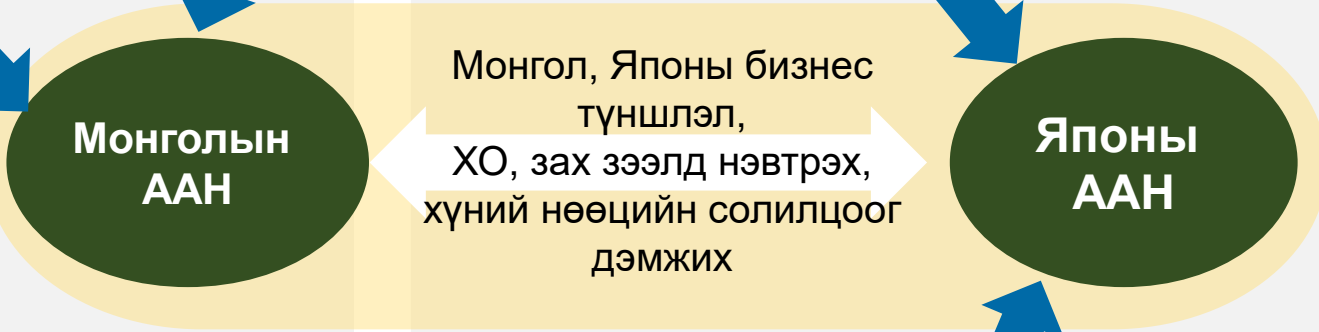 Монголын
ААН
Монгол, Японы бизнес
түншлэл,
ХО, зах зээлд нэвтрэх,
хүний нөөцийн солилцоог
дэмжих
Японы
ААН